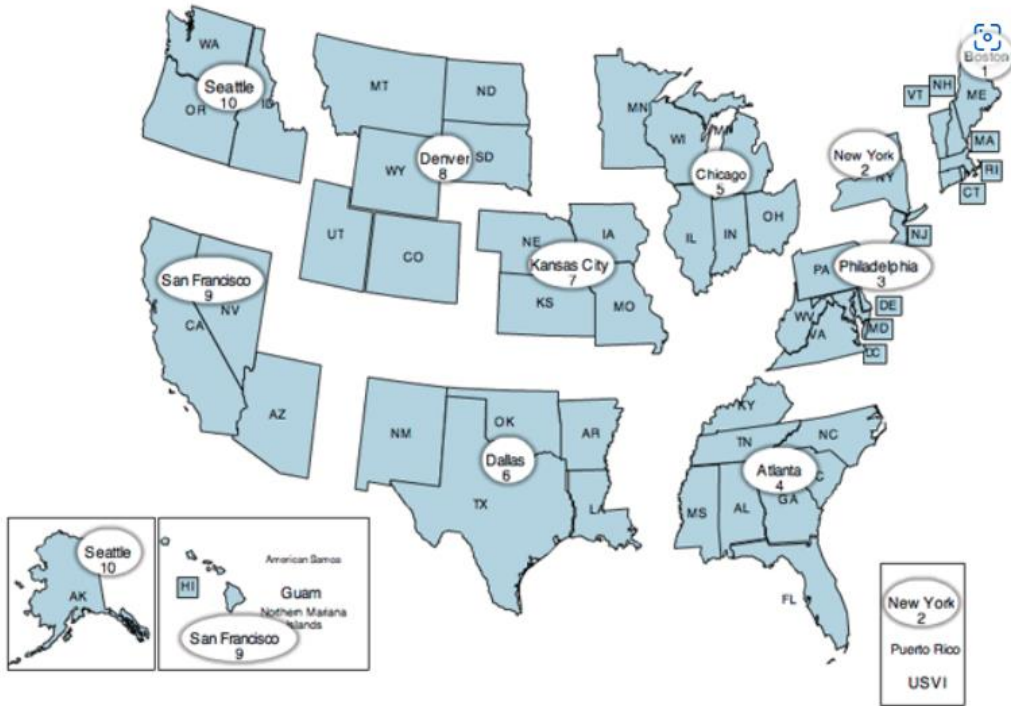 WA
Seattle
10
OR
ID
MT
ND
Denver
8
WY
SD
UT
CO
San Francisco
9
CA
NV
AZ
NE
IA
Kansas City
7
KS
MO
MN
WI
MI
Chicago
5
IL
IN
OH
Boston
1
NH
VT
ME
MA
RI
CT
New York
2
NY
NJ
PA
Philadelphia
3
DE
WV
MD
VA
DC
NM
OK
AR
Dallas
6
TX
LA
KY
TN
NC
Atlanta
4
C
MS
AL
GA
FL
Seattle
10
AK
American Samoa
HI
Guam
Northern Mariana
Islands
San Francisco
9
New York
2
Puerto Rico
USVI